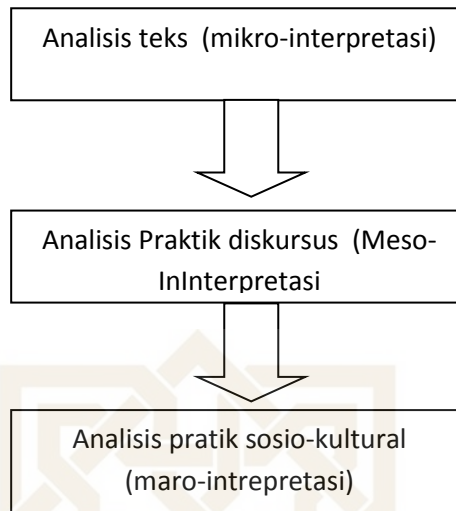 Analisis teks (mikro-interpretasi)
Analisis Praktik diskursus (Meso-
InInterpretasi
Analisis pratik sosio-kultural
(maro-intrepretasi)